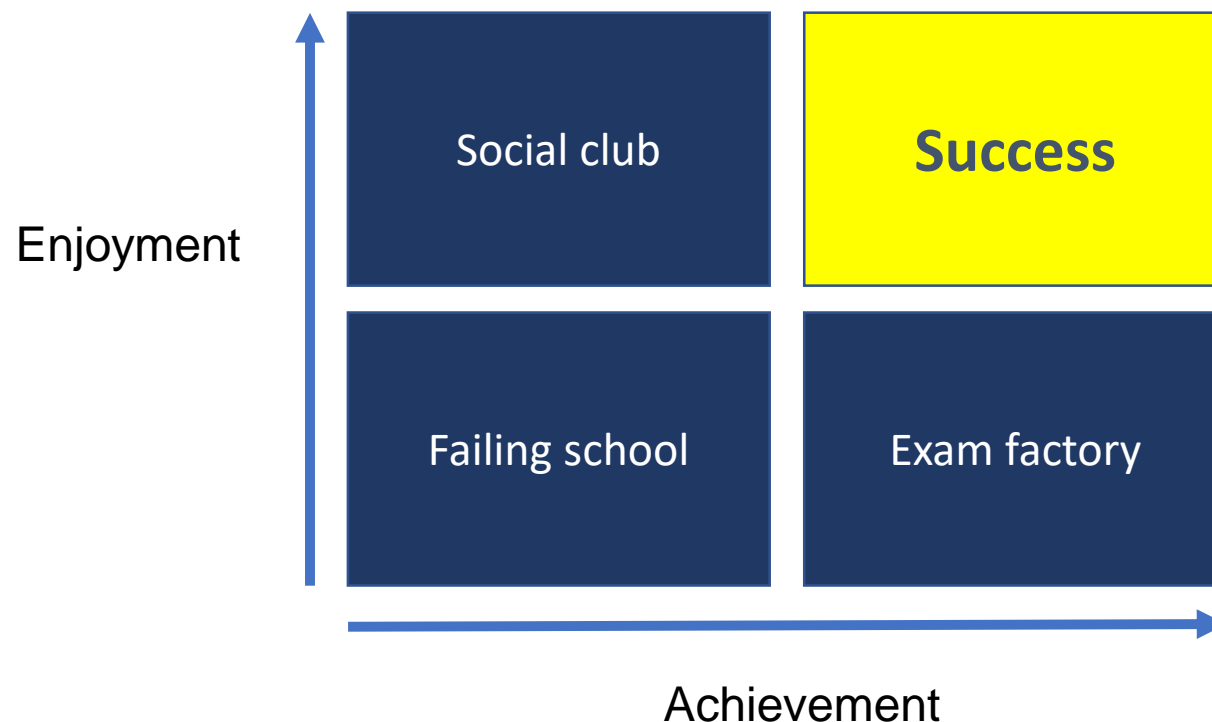 Social club
Success
Enjoyment
Failing school
Exam factory
Achievement